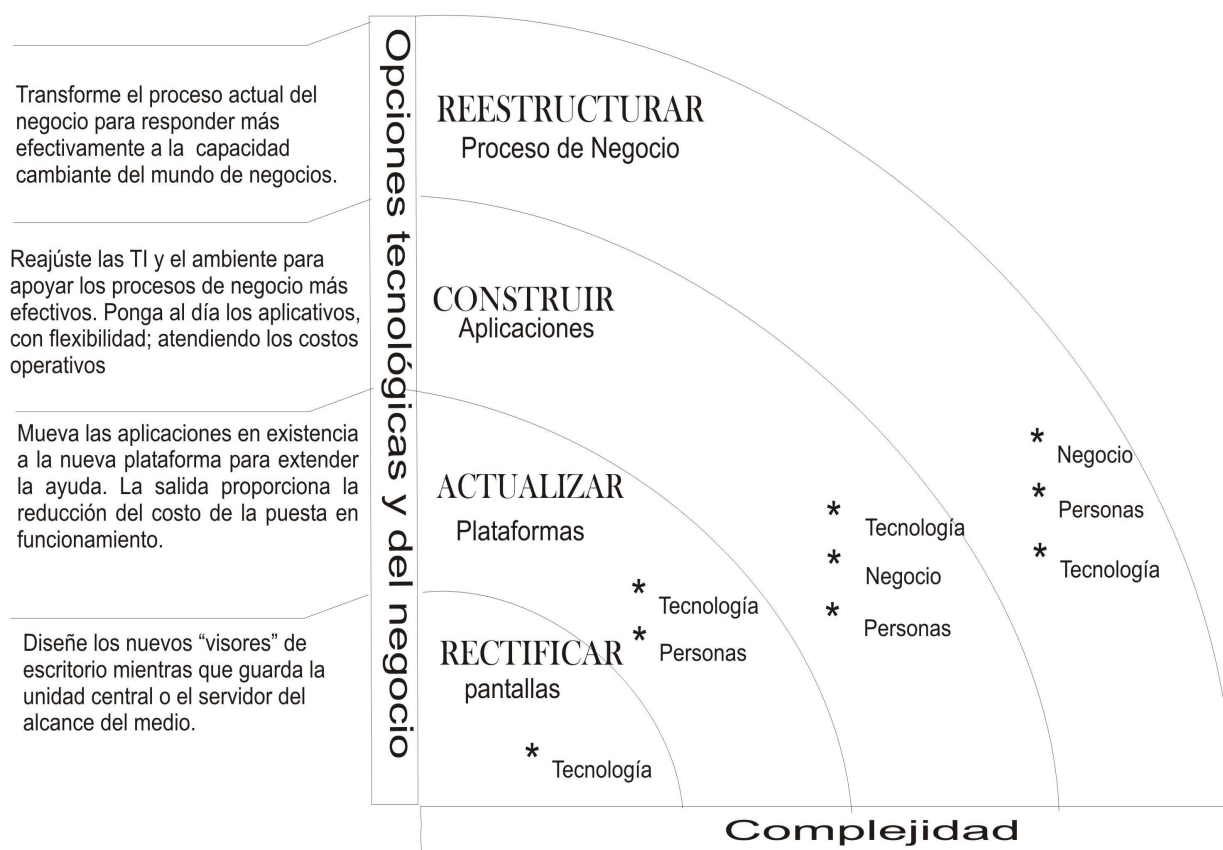 Transforme el proceso actual del
negocio para responder más
efectivamente a la capacidad
cambiante del mundo de negocios.
Reajúste las TI y el ambiente para
apoyar los procesos de negocio más
efectivos. Ponga al día los aplicativos,
con flexibilidad; atendiendo los costos
operativos
Mueva las aplicaciones en existencia
a la nueva plataforma para extender
la ayuda. La salida proporciona la
reducción del costo de la puesta en
funcionamiento.
Diseñe los nuevos “visores” de
escritorio mientras que guarda la
unidad central o el servidor del
alcance del medio.
Opciones tecnológicas y del negocio
REESTRUCTURAR
Proceso de Negocio
CONSTRUIR
Aplicaciones
ACTUALIZAR
Plataformas
RECTIFICAR
pantallas
* Tecnología
* Tecnología
* Personas
* Tecnología
* Negocio
* Personas
* Negocio
* Personas
* Tecnología
Complejidad